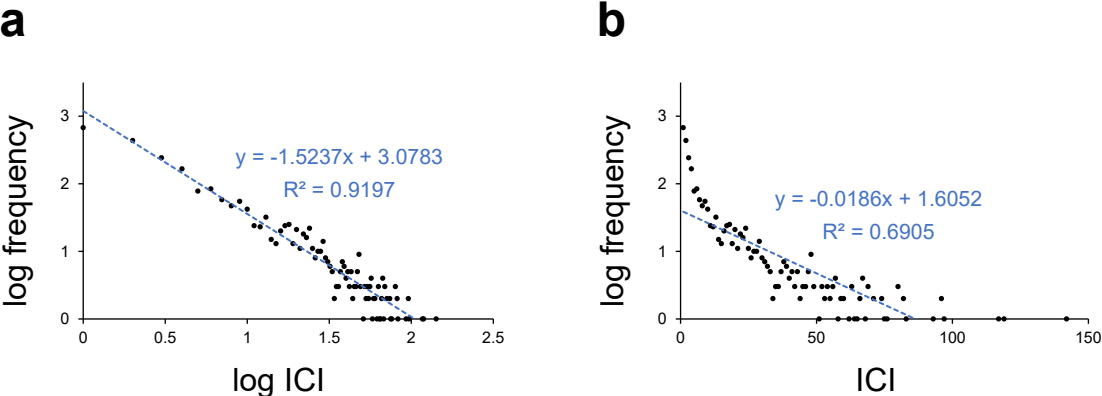 a
b
log frequency
3
2
1
0
y = -1.5237x + 3.0783
R² = 0.9197
0
0.5
1
1.5
2
2.5
log ICI
log frequency
3
2
1
0
y = -0.0186x + 1.6052
R² = 0.6905
0
50
100
150
ICI